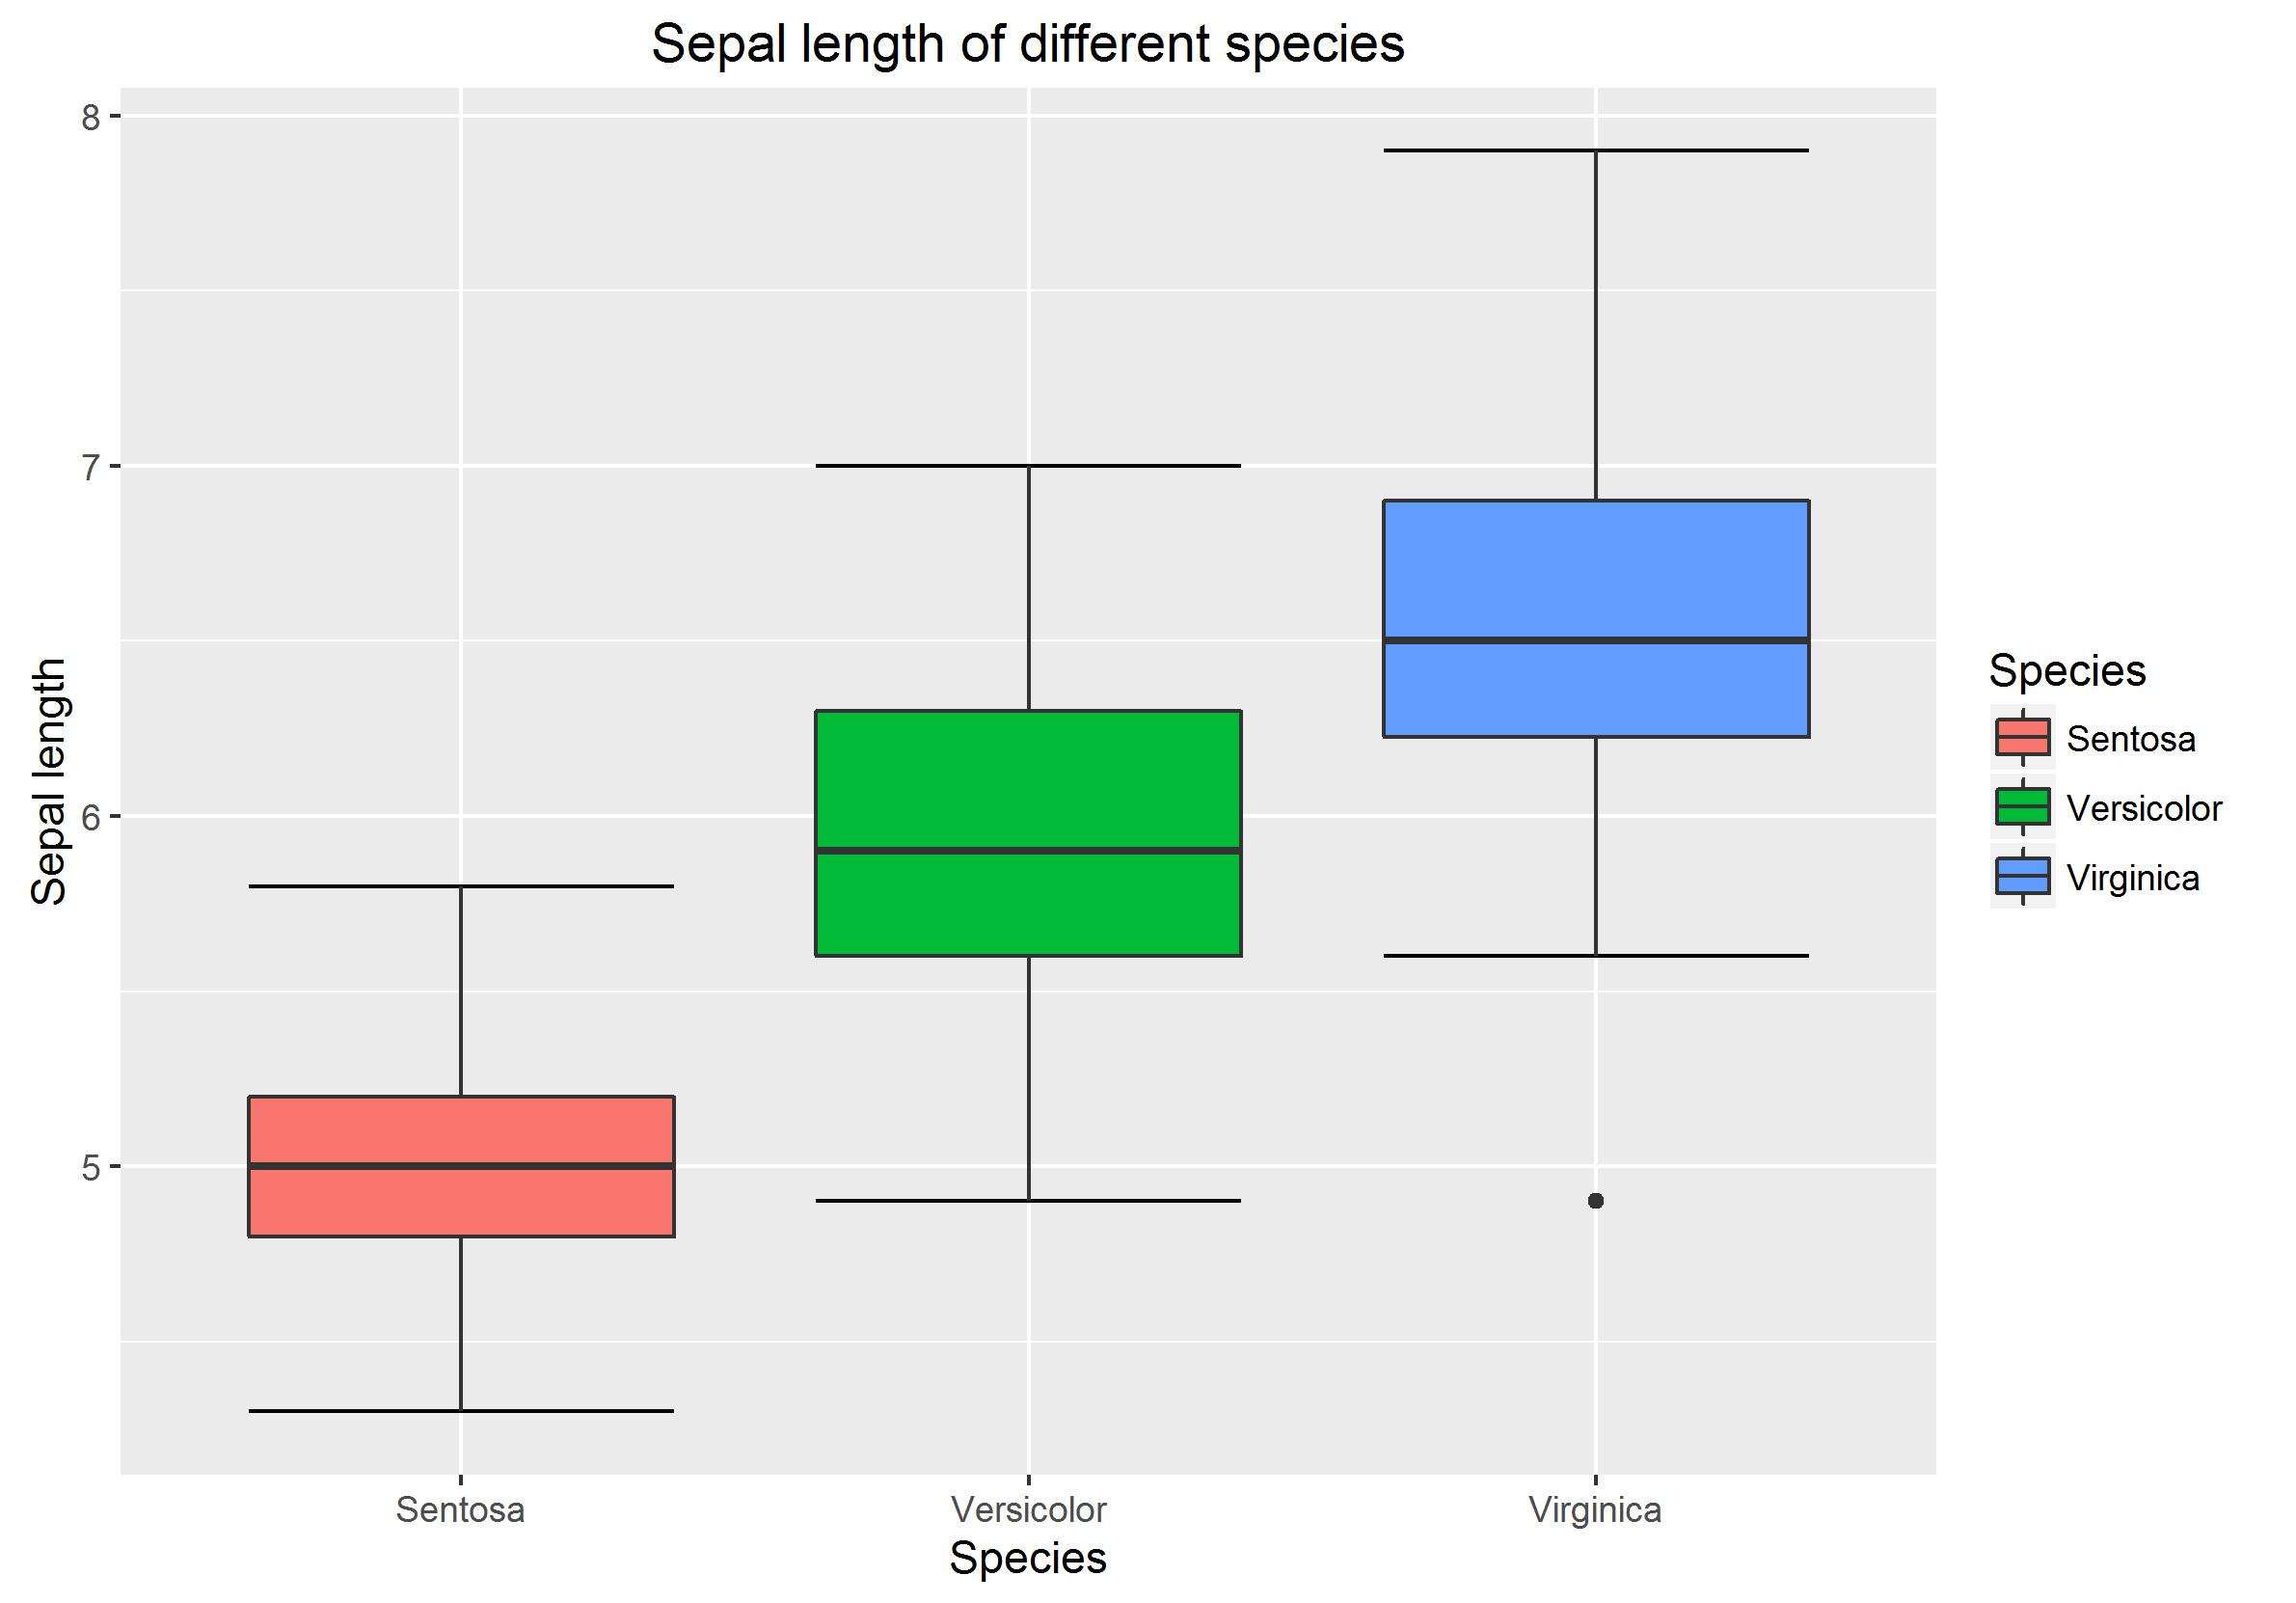 Sepal length of different species
8
7
6
5
Sepal length
Sentosa
Versicolor
Virginica
Species
Species
Sentosa
Versicolor
Virginica